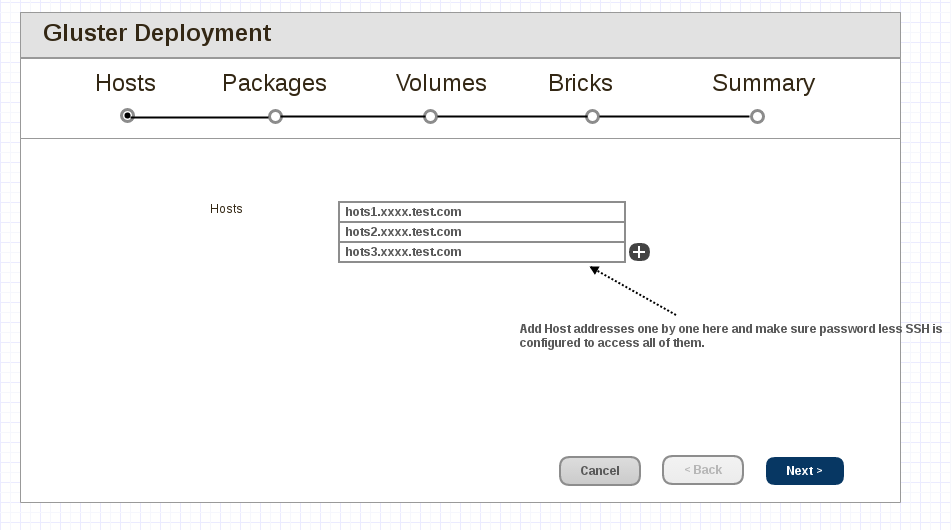 Gluster Deployment
Hosts Packages Volumes Bricks Summary
Hosts
hots1.xxxx.test.com
hots2.xxxx.test.com
hots3.xxxx.test.com
Add Host addresses one by one here and make sure password less SSH is
configured to access all of them.
Cancel < Back Next >